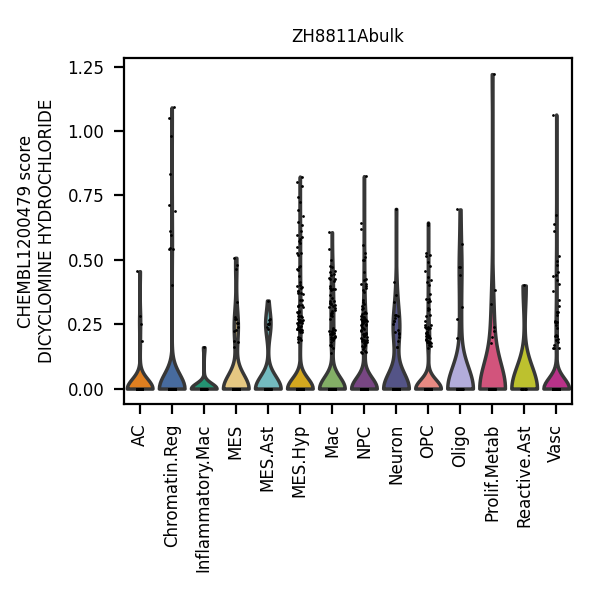 ZH8811Abulk
CHEMBL1200479 score
DICYCLOMINE HYDROCHLORIDE
1.25
1.00
0.75
0.50
0.25
0.00
AC
Chromatin.Reg
Inflammatory.Mac
MES
MES.Ast
MES.Hyp
Mac
NPC
Neuron
OPC
Oligo
Prolif.Metab
Reactive.Ast
Vasc